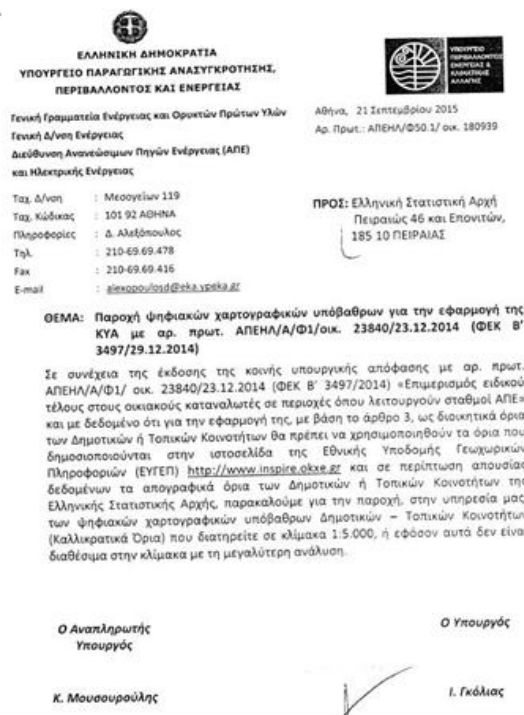 ΕΛΛΗΝΙΚΗ ΔΗΜΟΚΡΑΤΙΑ
ΥΠΟΥΡΓΕΙΟ ΠΑΡΑΓΩΓΙΚΗΣ ΑΝΑΣΥΓΚΡΟΤΗΣΗΣ,
ΠΕΡΙΒΑΛΛΟΝΤΟΣ ΚΑΙ ΕΝΕΡΓΕΙΑΣ
ΥΠΟΥΡΓΕΙΟ
ΠΕΡΙΒΑΛΛΟΝΤΟΣ
ΕΝΕΡΓΕΙΑΣ &
ΚΛΙΜΑΤΙΚΗΣ
ΑΛΛΑΓΗΣ
Γενική Γραμματεία Ενέργειας και Ορυκτών Πρώτων Υλών
Γενική Δ/νση Ενέργειας
Διεύθυνση Ανανεώσιμων Πηγών Ενέργειας (ΑΠΕ)
και Ηλεκτρικής Ενέργειας
Αθήνα, 21 Σεπτεμβρίου 2015
Αρ. Πρωτ.: ΑΠΕΗΛ/Φ50.1/ οικ. 180939
Ταχ. Δ/νση : Μεσογείων 119
Ταχ. Κώδικας : 101 92 ΑΘΗΝΑ
Πληροφορίες : Δ. Αλεξόπουλος
Τηλ. : 210-69.69.478
Fax : 210-69.69.416
E-mail : alexopoulosd@eka.ypeka.gr
ΠΡΟΣ: Ελληνική Στατιστική Αρχή
Πειραιώς 46 και Επονιτών,
185 10 ΠΕΙΡΑΙΑΣ
ΘΕΜΑ: Παροχή ψηφιακών χαρτογραφικών υπόβαθρων για την εφαρμογή της
ΚΥΑ με αρ. πρωτ. ΑΠΕΗΛ/Α/Φ1/οικ. 23840/23.12.2014 (ΦΕΚ Β'
3497/29.12.2014)
Σε συνέχεια της έκδοσης της κοινής υπουργικής απόφασης με αρ. πρωτ.
ΑΠΕΗΛ/Α/Φ1/ οικ. 23840/23.12.2014 (ΦΕΚ Β' 3497/2014) «Επιμερισμός ειδικού
τέλους στους οικιακούς καταναλωτές σε περιοχές όπου λειτουργούν σταθμοί ΑΠΕ»
και με δεδομένο ότι για την εφαρμογή της, με βάση το άρθρο 3, ως διοικητικά όρια
των Δημοτικών ή Τοπικών Κοινοτήτων θα πρέπει να χρησιμοποιηθούν τα όρια που
δημοσιοποιούνται στην ιστοσελίδα της Εθνικής Υποδομής Γεωχωρικών
Πληροφοριών (ΕΥΓΕΠ) http://www.inspire.okxe.gr και σε περίπτωση απουσίας
δεδομένων τα απογραφικά όρια των Δημοτικών ή Τοπικών Κοινοτήτων της
Ελληνικής Στατιστικής Αρχής, παρακαλούμε για την παροχή, στην υπηρεσία μας
των ψηφιακών χαρτογραφικών υπόβαθρων Δημοτικών – Τοπικών Κοινοτήτων
(Καλλικρατικά Όρια) που διατηρείτε σε κλίμακα 1:5.000, ή εφόσον αυτά δεν είνα
διαθέσιμα στην κλίμακα με τη μεγαλύτερη ανάλυση.
Ο Αναπληρωτής
Υπουργός
Ο Υπουργός
Κ. Μουσουρούλης
Ι. Γκόλιας